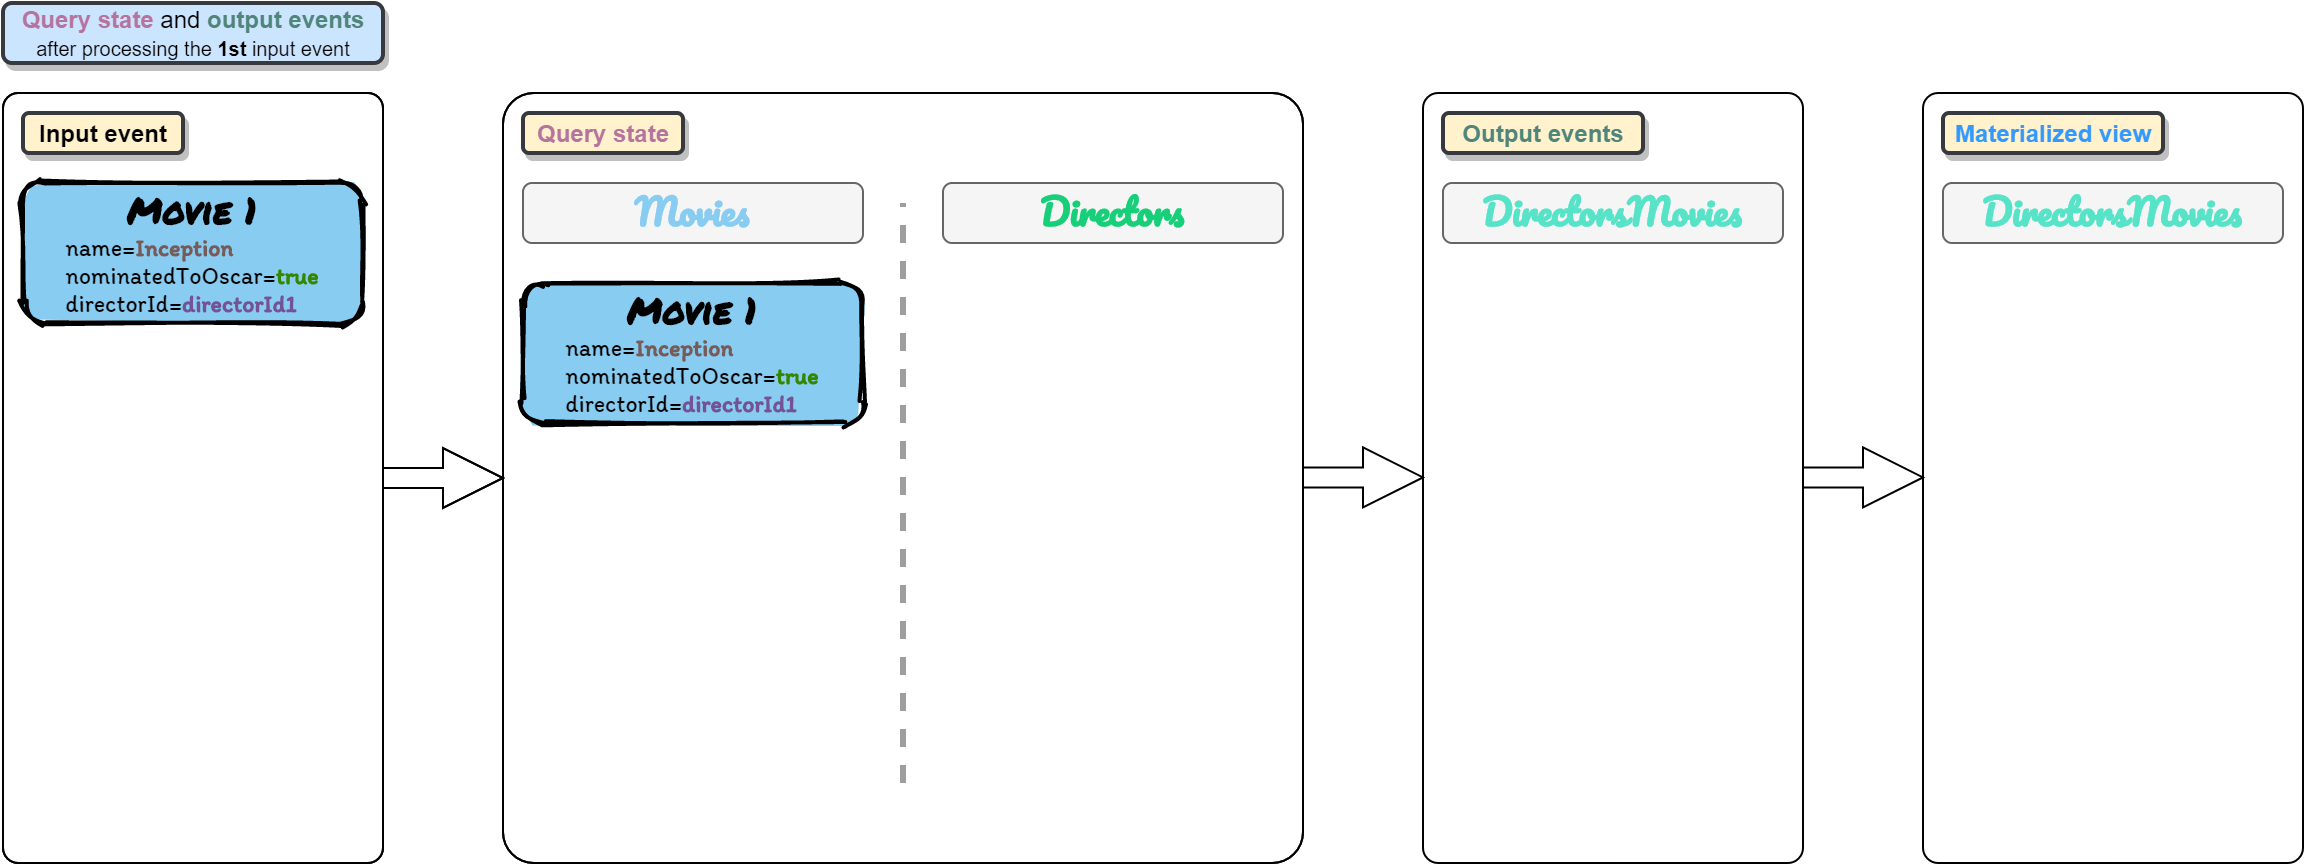 Query state and output events
after processing the 1st input event
Input event
Movie 1
name=Inception
nominatedToOscar=true
directorId=directorId1
Query state
Movies
Directors
Movie 1
name=Inception
nominatedToOscar=true
directorId=directorId1
Output events
DirectorsMovies
Materialized view
DirectorsMovies